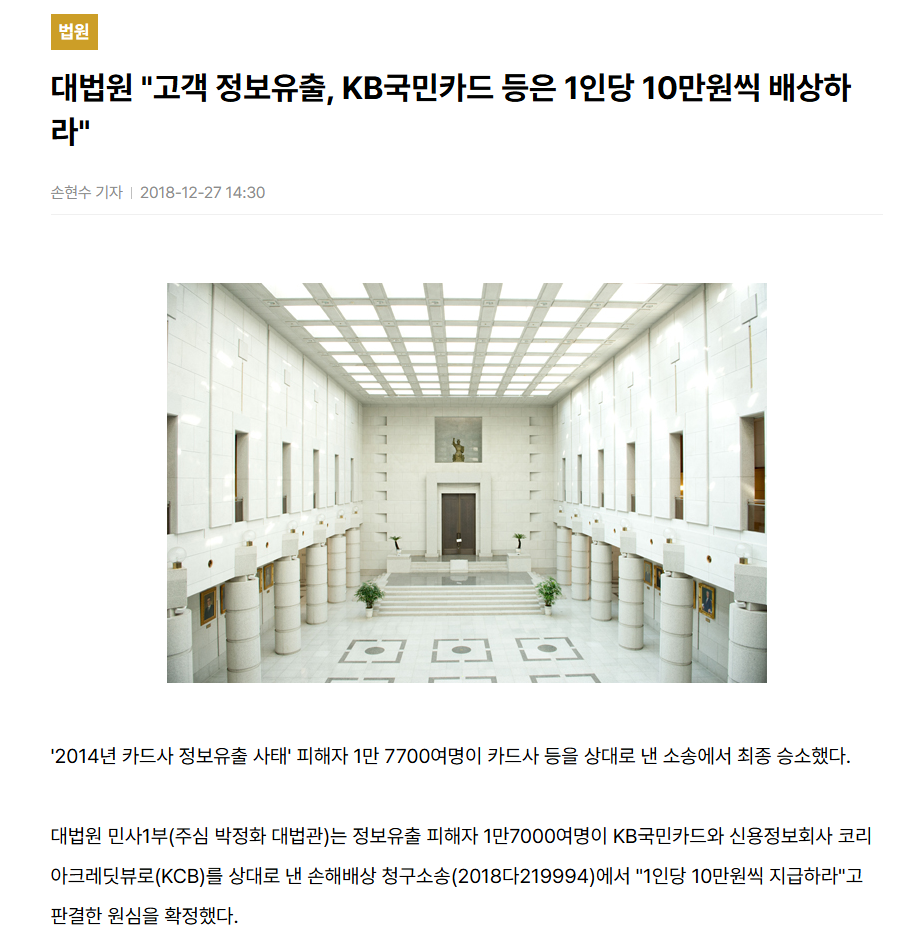 법원
대법원 "고객 정보유출, KB국민카드 등은 1인당 10만원씩 배상하
라"
손현수 기자 | 2018-12-27 14:30
'2014년 카드사 정보유출 사태' 피해자 1만 7700여명이 카드사 등을 상대로 낸 소송에서 최종 승소했다.
대법원 민사1부(주심 박정화 대법관)는 정보유출 피해자 1만7000여명이 KB국민카드와 신용정보회사 코리
아크레딧뷰로(KCB)를 상대로 낸 손해배상 청구소송(2018다219994)에서 "1인당 10만원씩 지급하라"고
판결한 원심을 확정했다.